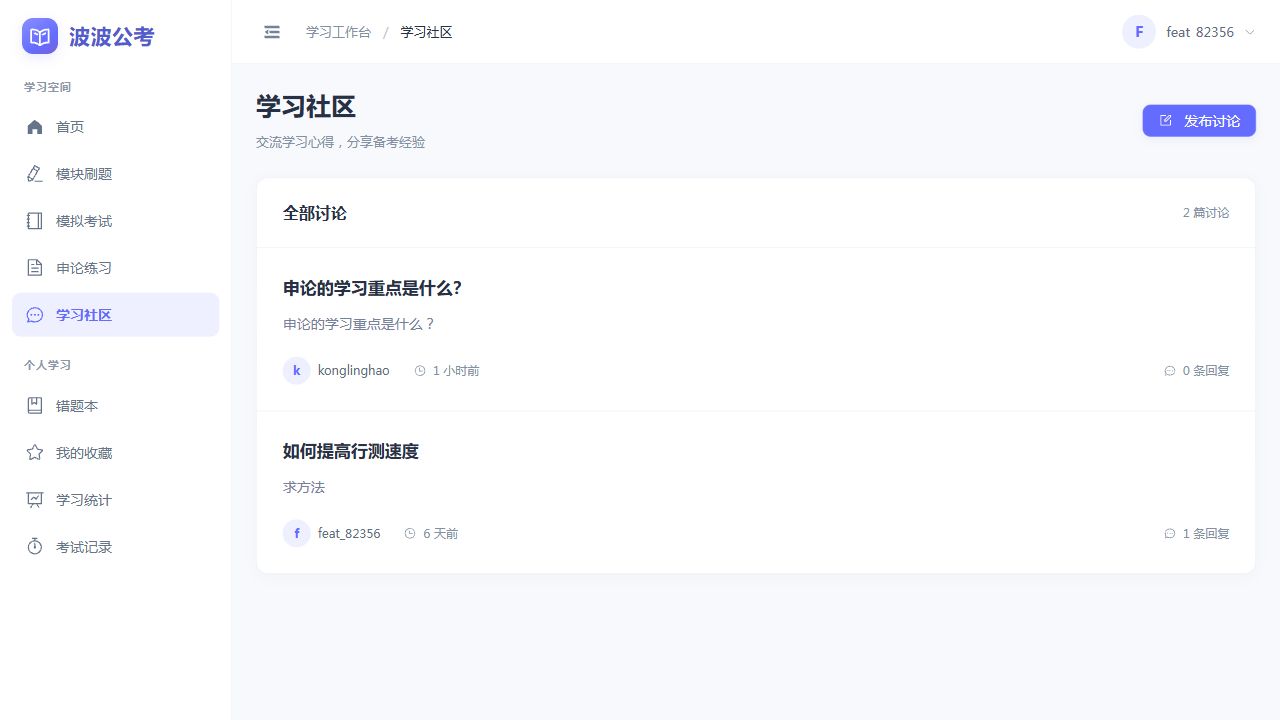 波波公考
学习空间
首页
模块刷题
模拟考试
申论练习
学习社区
个人学习
错题本
我的收藏
学习统计
考试记录
学习工作台 / 学习社区
F feat 82356
学习社区
交流学习心得，分享备考经验
发布讨论
全部讨论
2 篇讨论
申论的学习重点是什么?
申论的学习重点是什么？
k konglinghao 1 小时前 0 条回复
如何提高行测速度
求方法
f feat_82356 6 天前 1 条回复